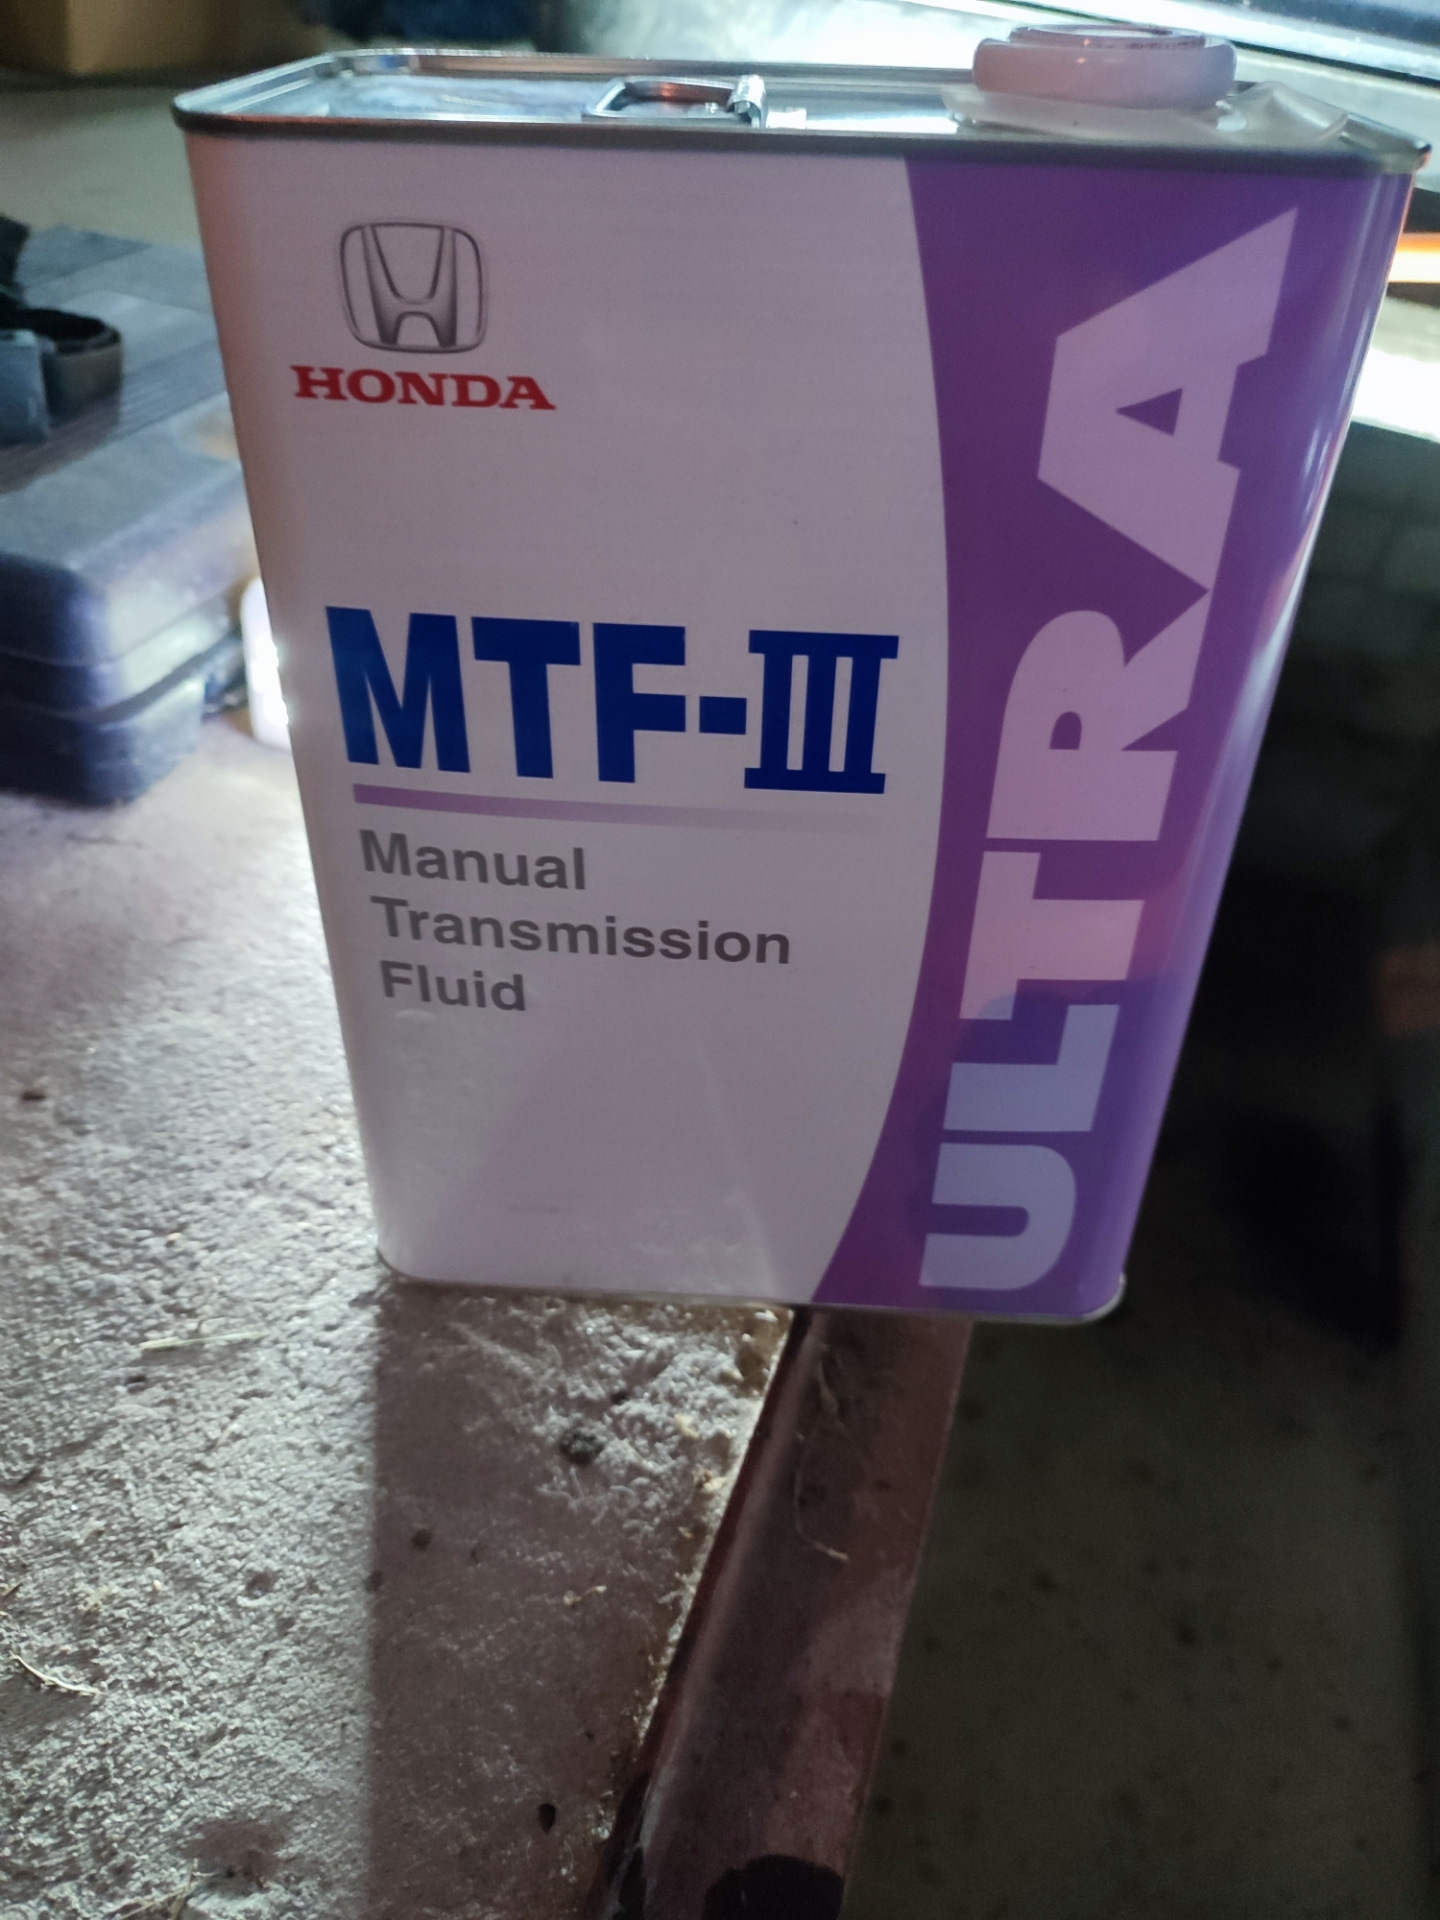 HONDA
MTF-III
Manual
Transmission
Fluid
ULTRA